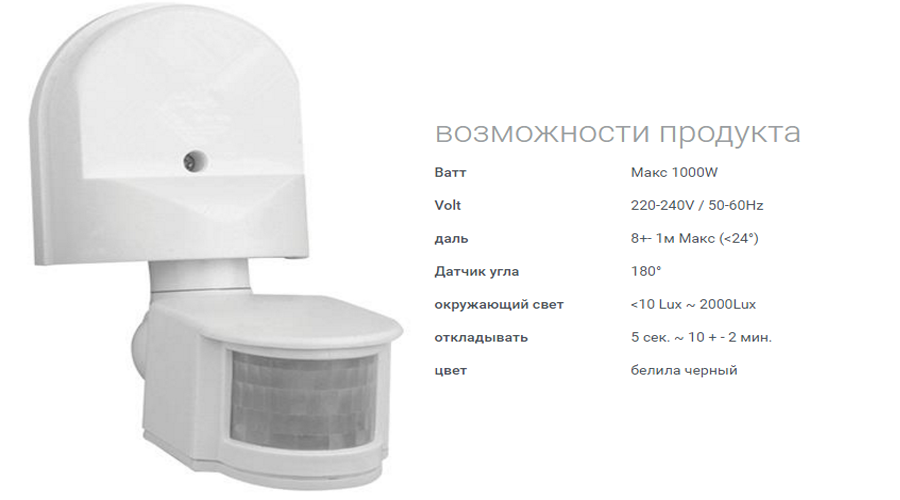 возможности продукта
Ватт Макс 1000W
Volt 220-240V / 50-60Hz
даль 8+- 1м Макс (<24°)
Датчик угла 180°
окружающий свет <10 Lux ~ 2000Lux
откладывать 5 сек. ~ 10 + - 2 мин.
цвет белила черный